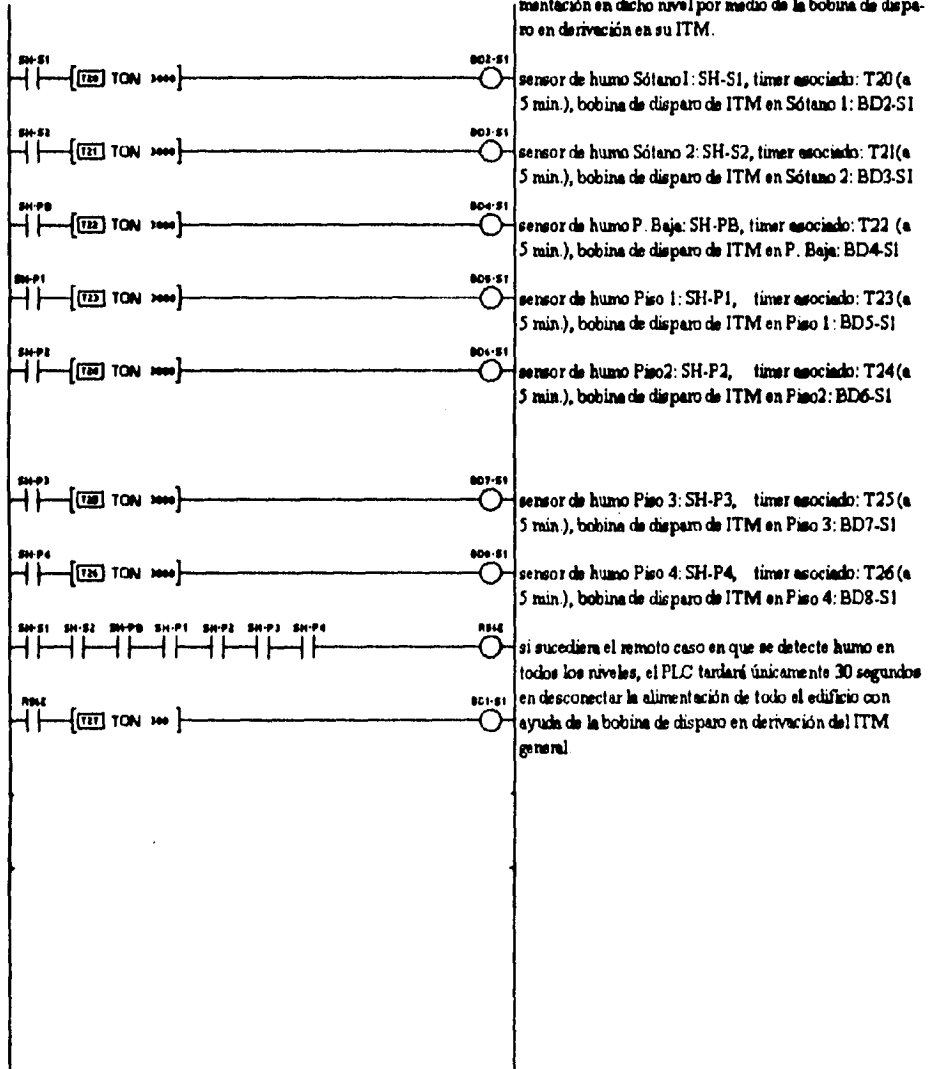 mentación en dicho nivel por medio de la bobina de dispa-
ro en derivación en su ITM.
SH-S1 BD2-S1
T20 TON
sensor de humo Sótano1: SH-S1, timer asociado: T20 (a
5 min.), bobina de disparo de ITM en Sótano 1: BD2-S1
SH-S2 BD3-S1
T21 TON
sensor de humo Sótano 2: SH-S2, timer asociado: T21(a
5 min.), bobina de disparo de ITM en Sótano 2: BD3-S1
SH-PB BD4-S1
T22 TON
sensor de humo P. Baja: SH-PB, timer asociado: T22 (a
5 min.), bobina de disparo de ITM en P. Baja: BD4-S1
SH-P1 BD5-S1
T23 TON
sensor de humo Piso 1: SH-P1, timer asociado: T23(a
5 min.), bobina de disparo de ITM en Piso 1: BD5-S1
SH-P2 BD6-S1
TON
sensor de humo Piso2: SH-P2, timer asociado: T24(a
5 min.), bobina de disparo de ITM en Piso2: BD6-S1
SH-P3 BD7-S1
TON
sensor de humo Piso 3: SH-P3, timer asociado: T25(a
5 min.), bobina de disparo de ITM en Piso 3: BD7-S1
SH-P4 BD8-S1
T26 TON
sensor de humo Piso 4: SH-P4, timer asociado: T26(a
5 min.), bobina de disparo de ITM en Piso 4: BD8-S1
SH-S1 SH-S2 SH-PB SH-P1 SH-P2 SH-P3 SH-P4
si sucediera el remoto caso en que se detecte humo en
todos los niveles, el PLC tardará únicamente 30 segundos
T27 TON
en desconectar la alimentación de todo el edificio con
ayuda de la bobina de disparo en derivación del ITM
general